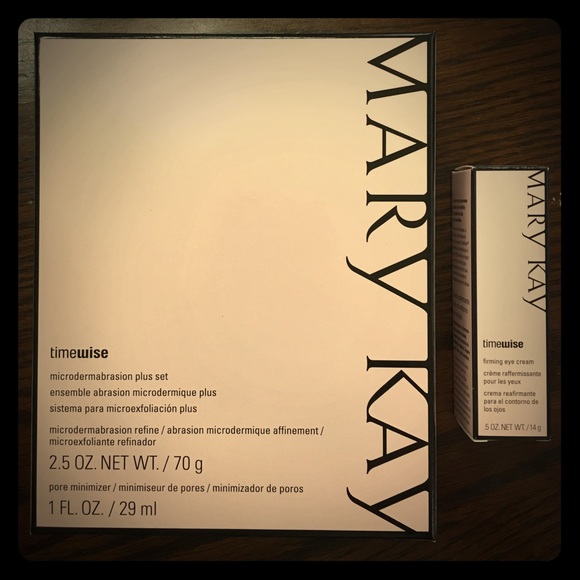 MARY KAY
timewise
microdermabrasion plus set
ensemble abrasion microdermique plus
sistema para microexfoliación plus
microdermabrasion refine / abrasion microdermique affinement /
microexfoliante refinador
2.5 OZ. NET WT. / 70 g
pore minimizer / minimiseur de pores / minimizador de poros
1 FL. OZ. / 29 ml
MARY KAY
timewise
firming eye cream
crème raffermissante
pour les yeux
crema reafirmante
para el contorno de
los ojos
.5 OZ. NET WT. / 14 g